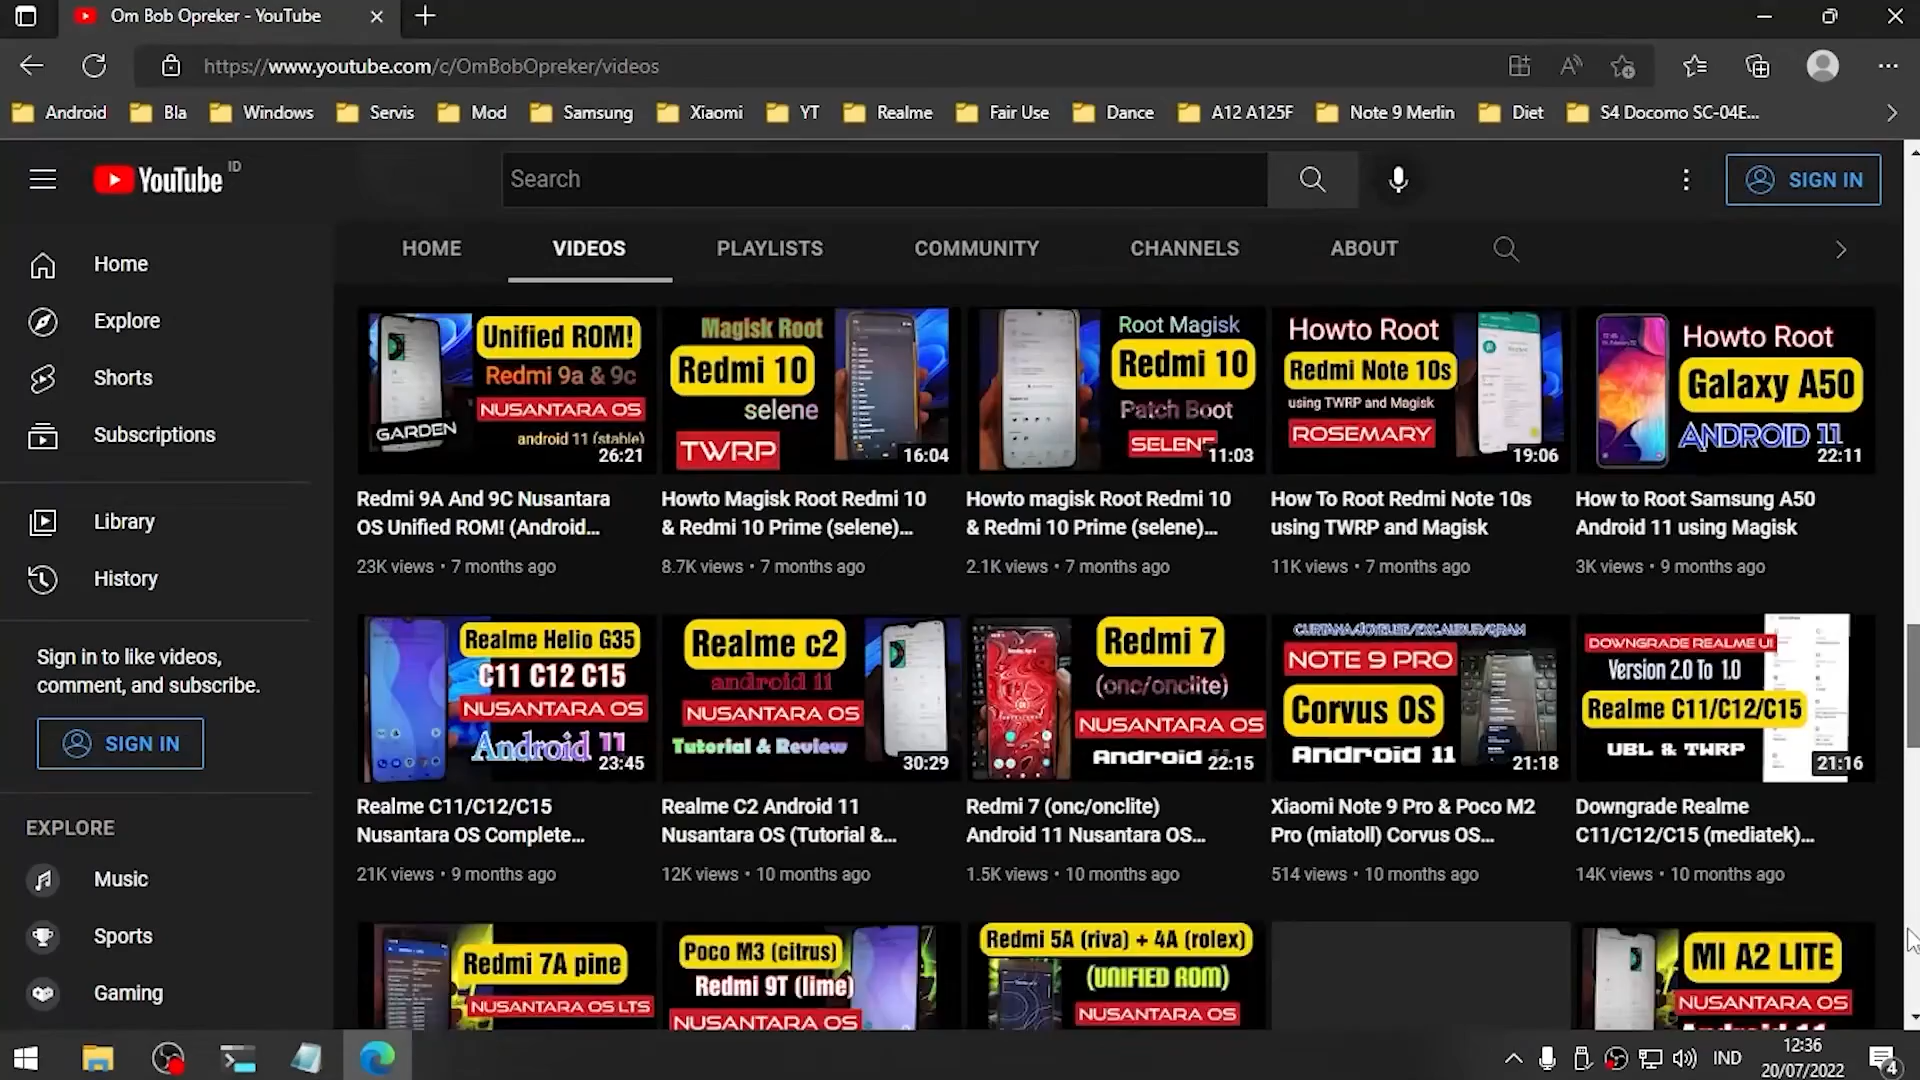 Om Bob Opreker - YouTube
https://www.youtube.com/c/OmBobOpreker/videos
Android Bla Windows Servis Mod Samsung Xiaomi YT Realme Fair Use Dance A12 A125F Note 9 Merlin Diet S4 Docomo SC-04E...
YouTube ID
Search
SIGN IN
HOME VIDEOS PLAYLISTS COMMUNITY CHANNELS ABOUT
Home
Explore
Shorts
Subscriptions
Library
History
Sign in to like videos,
comment, and subscribe.
SIGN IN
EXPLORE
Music
Sports
Gaming
Unified ROM!
Redmi 9a & 9c
NUSANTARA OS
GARDEN
android 11 (stable)
26:21
Redmi 9A And 9C Nusantara
OS Unified ROM! (Android...
23K views • 7 months ago
Magisk Root
Redmi 10
selene
TWRP
16:04
Howto Magisk Root Redmi 10
& Redmi 10 Prime (selene)...
8.7K views • 7 months ago
Root Magisk
Redmi 10
Patch Boot
SELENE
11:03
Howto magisk Root Redmi 10
& Redmi 10 Prime (selene)...
2.1K views • 7 months ago
Howto Root
Redmi Note 10s
using TWRP and Magisk
ROSEMARY
19:06
How To Root Redmi Note 10s
using TWRP and Magisk
11K views • 7 months ago
Howto Root
Galaxy A50
ANDROID 11
22:11
How to Root Samsung A50
Android 11 using Magisk
3K views • 9 months ago
Realme Helio G35
C11 C12 C15
NUSANTARA OS
Android 11
23:45
Realme C11/C12/C15
Nusantara OS Complete...
21K views • 9 months ago
Realme c2
android 11
NUSANTARA OS
Tutorial & Review
30:29
Realme C2 Android 11
Nusantara OS (Tutorial &...
12K views • 10 months ago
Redmi 7
(onc/onclite)
NUSANTARA OS
Android
22:15
Redmi 7 (onc/onclite)
Android 11 Nusantara OS...
1.5K views • 10 months ago
CURTANA/JOYEUSE/EXCALIBUR/GRAM
NOTE 9 PRO
Corvus OS
Android 11
21:18
Xiaomi Note 9 Pro & Poco M2
Pro (miatoll) Corvus OS...
514 views • 10 months ago
DOWNGRADE REALME UI
Version 2.0 To 1.0
Realme C11/C12/C15
UBL & TWRP
21:16
Downgrade Realme
C11/C12/C15 (mediatek)...
14K views • 10 months ago
Redmi 7A pine
NUSANTARA OS LTS
Poco M3 (citrus)
Redmi 9T (lime)
NUSANTARA OS
Redmi 5A (riva) + 4A (rolex)
(UNIFIED ROM)
NUSANTARA OS
MI A2 LITE
NUSANTARA OS
Android 11
IND
12:36
20/07/2022
4